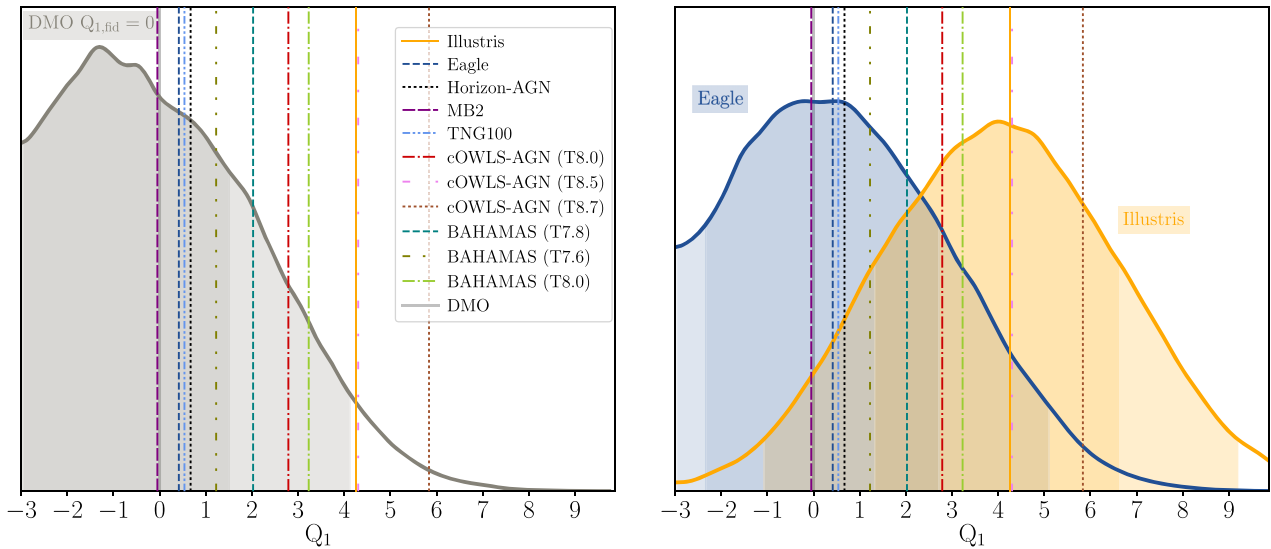 DMO Q1,fid = 0
Illustris
Eagle
Horizon-AGN
MB2
TNG100
cOWLS-AGN (T8.0)
cOWLS-AGN (T8.5)
cOWLS-AGN (T8.7)
BAHAMAS (T7.8)
BAHAMAS (T7.6)
BAHAMAS (T8.0)
DMO
−3 −2 −1 0 1 2 3 4 5 6 7 8 9
Q1
Eagle
Illustris
−3 −2 −1 0 1 2 3 4 5 6 7 8 9
Q1